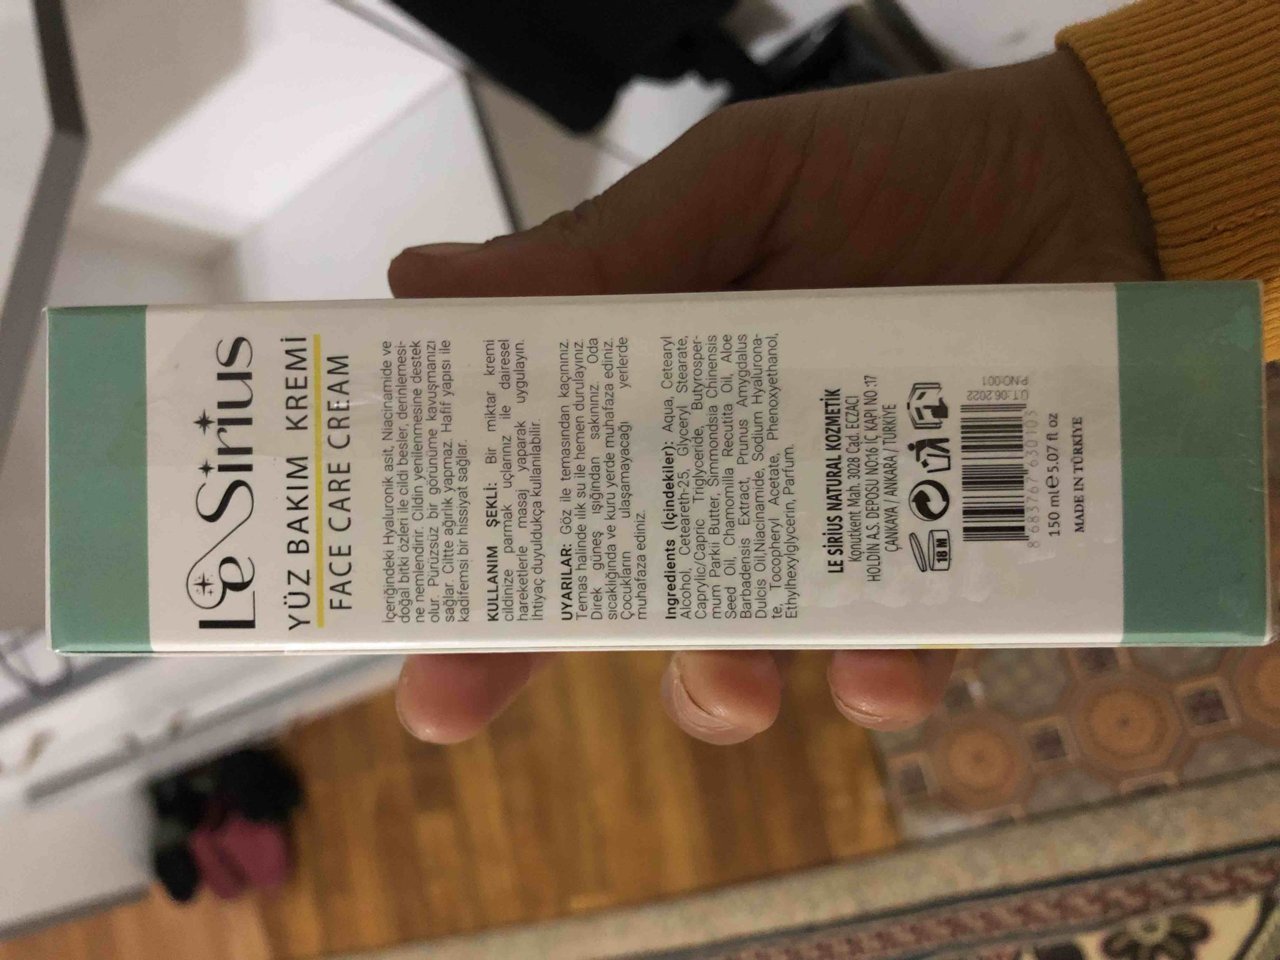 Le Sirius
YÜZ BAKIM KREMİ
FACE CARE CREAM
İçeriğindeki Hyaluronik asit, Niacinamide ve
doğal bitki özleri ile cildi besler, derinlemesi-
ne nemlendirir. Cildin yenilenmesine destek
olur. Pürüzsüz bir görünüme kavuşmanızı
sağlar. Ciltte ağırlık yapmaz. Hafif yapısı ile
kadifemsi bir hissiyat sağlar.
KULLANIM ŞEKLİ: Bir miktar kremi
cildinize parmak uçlarınız ile dairesel
hareketlerle masaj yaparak uygulayın.
İhtiyaç duyuldukça kullanılabilir.
UYARILAR: Göz ile temasından kaçınınız.
Temas halinde ılık su ile hemen durulayınız.
Direk güneş ışığından sakınınız. Oda
sıcaklığında ve kuru yerde muhafaza ediniz.
Çocukların ulaşamayacağı yerlerde
muhafaza ediniz.
Ingredients (İçindekiler): Aqua, Cetearyl
Alcohol, Ceteareth-25, Glyceryl Stearate,
Caprylic/Capric Triglyceride, Butyrosper-
mum Parkii Butter, Simmondsia Chinensis
Seed Oil, Chamomilla Recutita Oil, Aloe
Barbadensis Extract, Prunus Amygdalus
Dulcis Oil,Niacinamide, Sodium Hyalurona-
te, Tocopheryl Acetate, Phenoxyethanol,
Ethylhexylglycerin, Parfum.
LE SİRİUS NATURAL KOZMETİK
Konutkent Mah. 3028 Cad. ECZACI
HOLDIN A.S. DEPOSU NO:16 İÇ KAPI NO :17
ÇANKAYA / ANKARA / TÜRKIYE
18 M
8 683767 630103
ÜT:06.2022
PNO:001
150 ml ℮ 5.07 fl oz
MADE IN TÜRKİYE